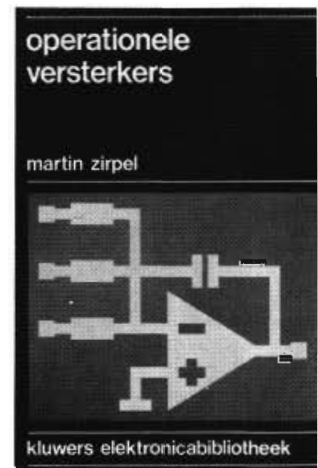 operationele
versterkers
martin zirpel
kluwers elektronicabibliotheek